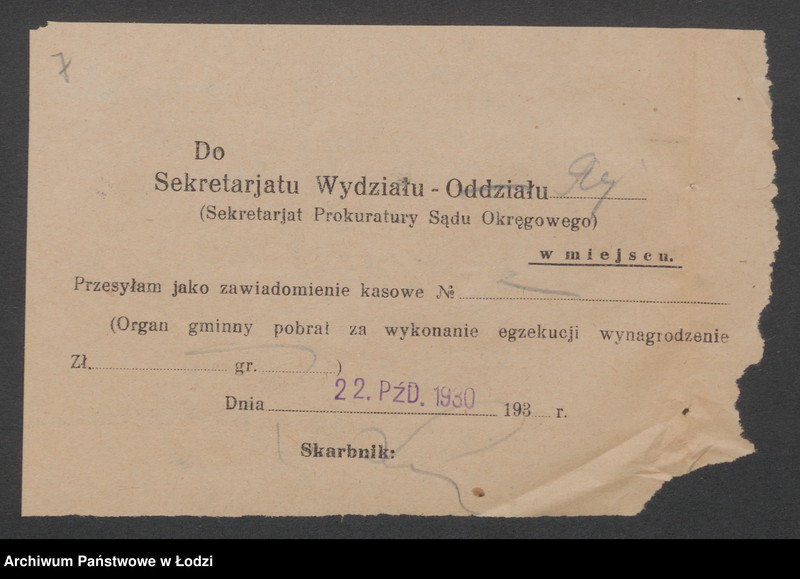 7
Do
Sekretarjatu Wydziału - Oddziału
(Sekretarjat Prokuratury Sądu Okręgowego)
w miejscu.
Przesyłam jako zawiadomienie kasowe №
(Organ gminny pobrał za wykonanie egzekucji wynagrodzenie
Zł. gr. )
Dnia 22. PŹD. 1930 193 r.
Skarbnik:
Archiwum Państwowe w Łodzi